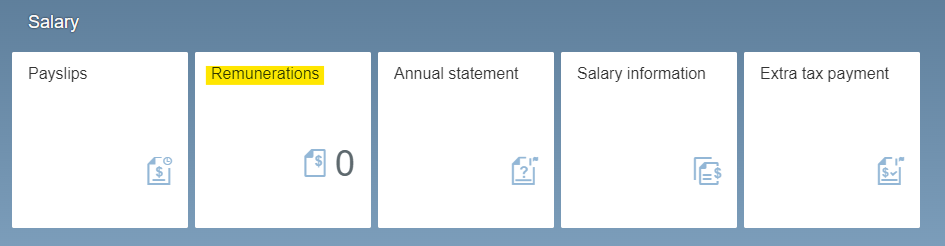 Salary
Payslips
Remunerations
Annual statement
Salary information
Extra tax payment
$
$
0
?
$
$